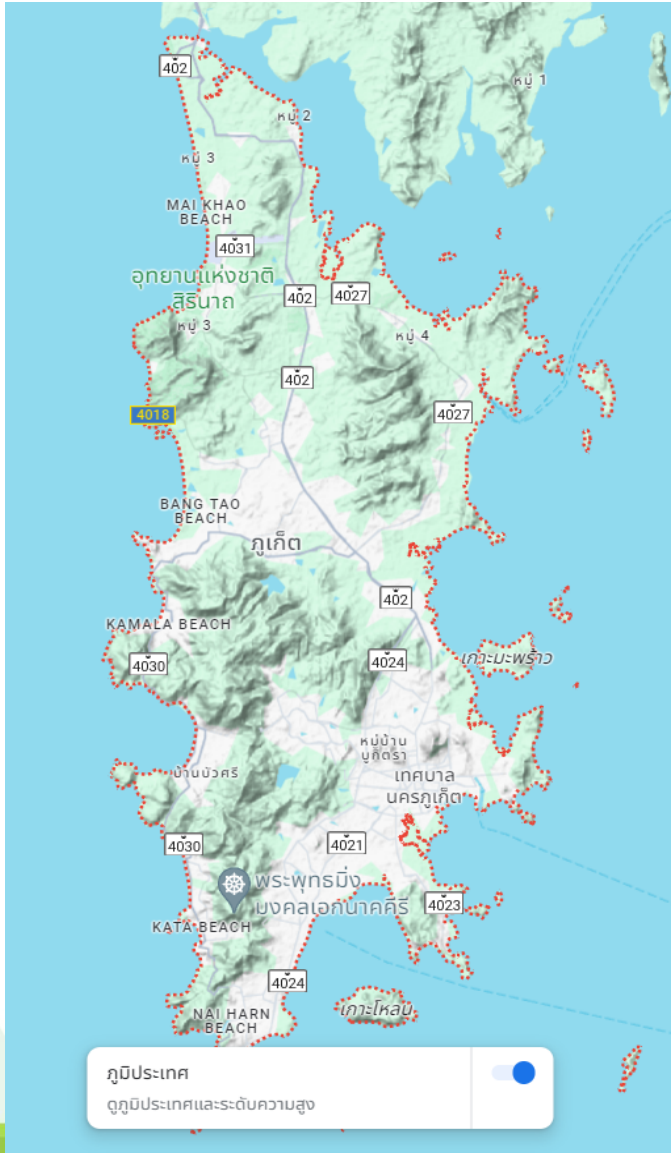 402
หมู่ 1
หมู่ 2
หมู่ 3
MAI KHAO
BEACH
4031
อุทยานแห่งชาติ
สิรินาถ
402
4027
หมู่ 3
หมู่ 4
402
4018
4027
BANG TAO
BEACH
ภูเก็ต
402
KAMALA BEACH
4030
4024
เกาะมะพร้าว
หมู่บ้าน
ภูถิตรา
เทศบาล
นครภูเก็ต
บ้านบัวศรี
4030
4021
พระพุทธมิ่ง
มงคลเอกนาคคีรี
4023
KATA BEACH
4024
NAI HARN
BEACH
เกาะโหลน
ภูมิประเทศ
ดูภูมิประเทศและระดับความสูง